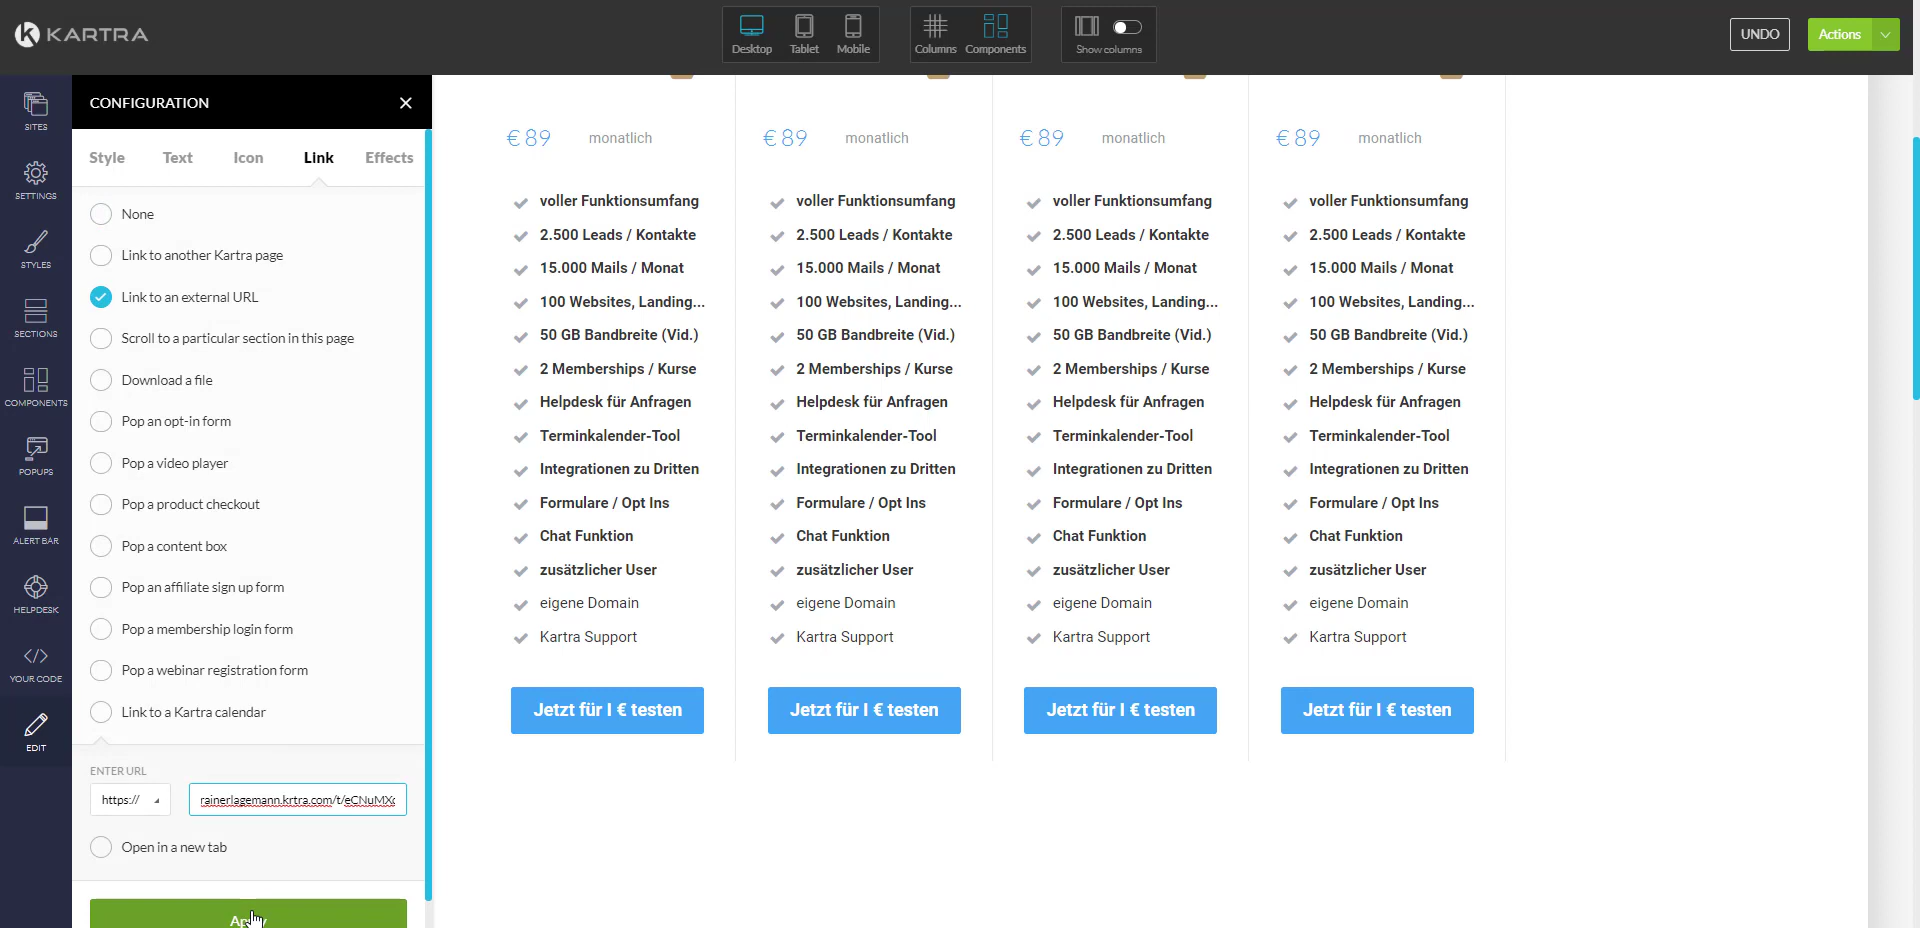 KARTRA
Desktop
Tablet
Mobile
Columns
Components
Show columns
UNDO
Actions
SITES
SETTINGS
STYLES
SECTIONS
COMPONENTS
POPUPS
ALERT BAR
HELPDESK
YOUR CODE
EDIT
CONFIGURATION
Style Text Icon Link Effects
None
Link to another Kartra page
Link to an external URL
Scroll to a particular section in this page
Download a file
Pop an opt-in form
Pop a video player
Pop a product checkout
Pop a content box
Pop an affiliate sign up form
Pop a membership login form
Pop a webinar registration form
Link to a Kartra calendar
ENTER URL
https://
rainerlagemann.krtra.com/t/eCNuMX
Open in a new tab
€ 89 monatlich
voller Funktionsumfang
2.500 Leads / Kontakte
15.000 Mails / Monat
100 Websites, Landing...
50 GB Bandbreite (Vid.)
2 Memberships / Kurse
Helpdesk für Anfragen
Terminkalender-Tool
Integrationen zu Dritten
Formulare / Opt Ins
Chat Funktion
zusätzlicher User
eigene Domain
Kartra Support
Jetzt für I € testen
€ 89 monatlich
voller Funktionsumfang
2.500 Leads / Kontakte
15.000 Mails / Monat
100 Websites, Landing...
50 GB Bandbreite (Vid.)
2 Memberships / Kurse
Helpdesk für Anfragen
Terminkalender-Tool
Integrationen zu Dritten
Formulare / Opt Ins
Chat Funktion
zusätzlicher User
eigene Domain
Kartra Support
Jetzt für I € testen
€ 89 monatlich
voller Funktionsumfang
2.500 Leads / Kontakte
15.000 Mails / Monat
100 Websites, Landing...
50 GB Bandbreite (Vid.)
2 Memberships / Kurse
Helpdesk für Anfragen
Terminkalender-Tool
Integrationen zu Dritten
Formulare / Opt Ins
Chat Funktion
zusätzlicher User
eigene Domain
Kartra Support
Jetzt für I € testen
€ 89 monatlich
voller Funktionsumfang
2.500 Leads / Kontakte
15.000 Mails / Monat
100 Websites, Landing...
50 GB Bandbreite (Vid.)
2 Memberships / Kurse
Helpdesk für Anfragen
Terminkalender-Tool
Integrationen zu Dritten
Formulare / Opt Ins
Chat Funktion
zusätzlicher User
eigene Domain
Kartra Support
Jetzt für I € testen